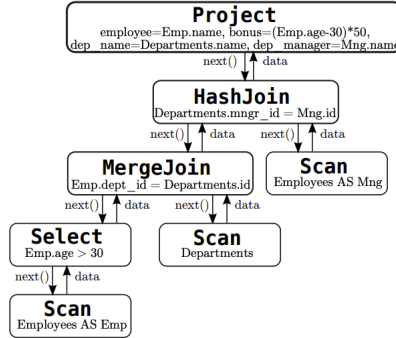 Project
employee=Emp.name, bonus=(Emp.age-30)*50,
dep_name=Departments.name, dep_manager=Mng.name
next() data
HashJoin
Departments.mngr_id = Mng.id
next() data next() data
MergeJoin
Emp.dept_id = Departments.id
Scan
Employees AS Mng
next() data next() data
Select
Emp.age > 30
Scan
Departments
next() data
Scan
Employees AS Emp